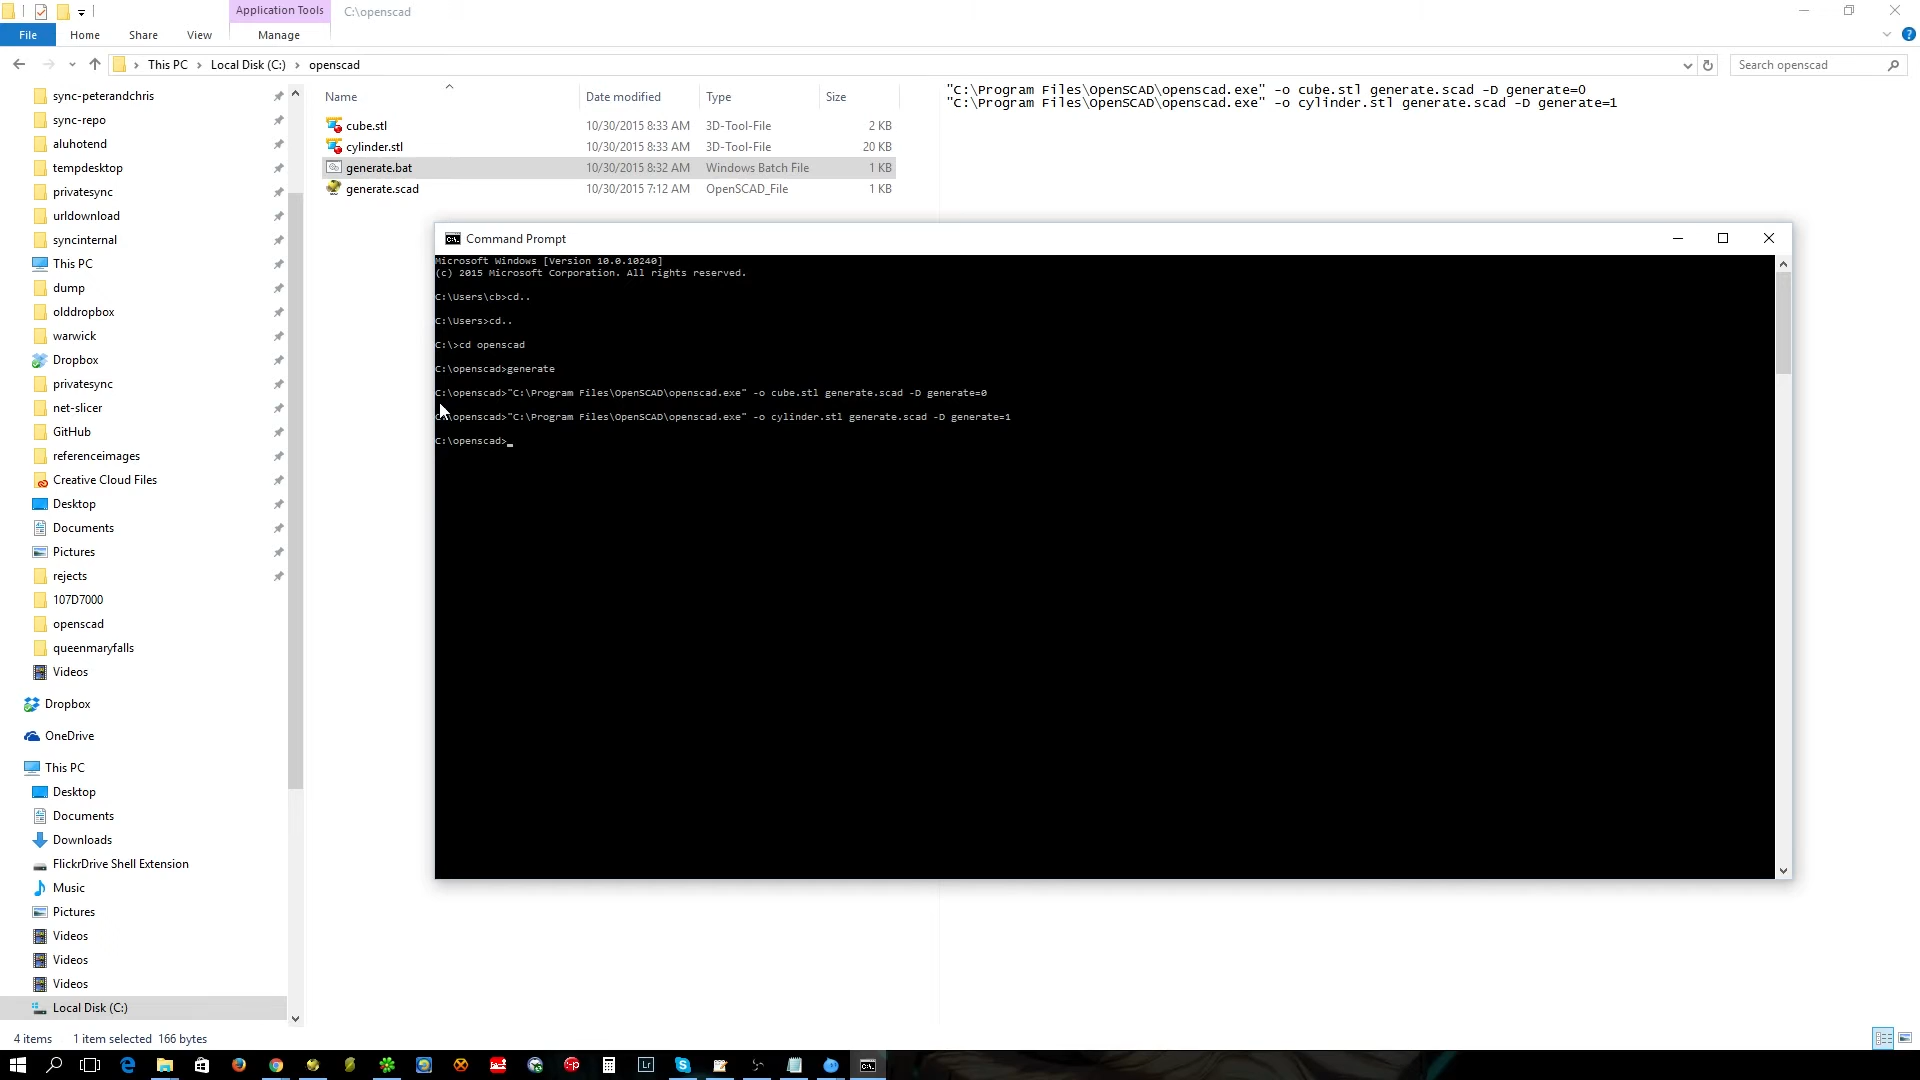 Application Tools
C:\openscad
File
Home
Share
View
Manage
This PC
Local Disk (C:)
openscad
Search openscad
sync-peterandchris
sync-repo
aluhotend
tempdesktop
privatesync
urldownload
syncinternal
This PC
dump
olddropbox
warwick
Dropbox
privatesync
net-slicer
GitHub
referenceimages
Creative Cloud Files
Desktop
Documents
Pictures
rejects
107D7000
openscad
queenmaryfalls
Videos
Dropbox
OneDrive
This PC
Desktop
Documents
Downloads
FlickrDrive Shell Extension
Music
Pictures
Videos
Videos
Videos
Local Disk (C:)
Name Date modified Type Size
cube.stl 10/30/2015 8:33 AM 3D-Tool-File 2 KB
cylinder.stl 10/30/2015 8:33 AM 3D-Tool-File 20 KB
generate.bat 10/30/2015 8:32 AM Windows Batch File 1 KB
generate.scad 10/30/2015 7:12 AM OpenSCAD_File 1 KB
"C:\Program Files\OpenSCAD\openscad.exe" -o cube.stl generate.scad -D generate=0
"C:\Program Files\OpenSCAD\openscad.exe" -o cylinder.stl generate.scad -D generate=1
Command Prompt
Microsoft Windows [Version 10.0.10240]
(c) 2015 Microsoft Corporation. All rights reserved.
C:\Users\cb>cd..
C:\Users>cd..
C:\>cd openscad
C:\openscad>generate
C:\openscad>"C:\Program Files\OpenSCAD\openscad.exe" -o cube.stl generate.scad -D generate=0
C:\openscad>"C:\Program Files\OpenSCAD\openscad.exe" -o cylinder.stl generate.scad -D generate=1
C:\openscad>_
4 items 1 item selected 166 bytes
Lr